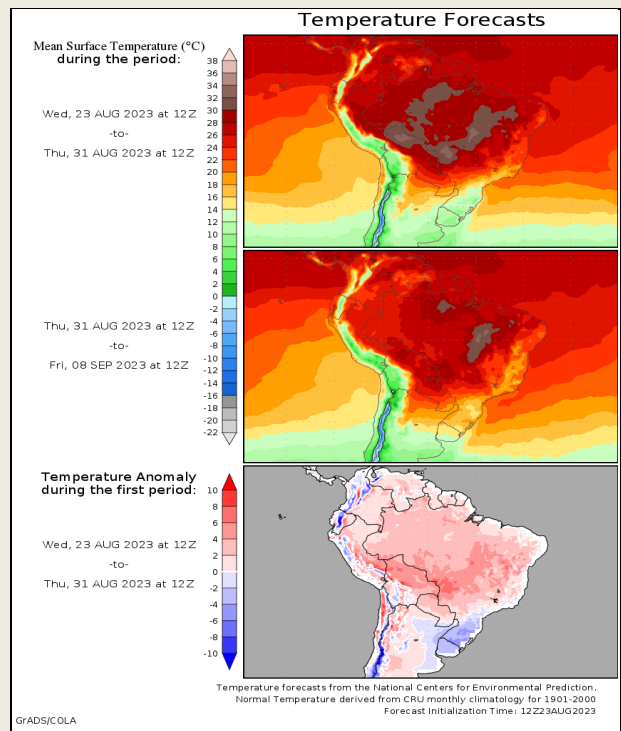 Temperature Forecasts
Mean Surface Temperature (°C)
during the period:
Wed, 23 AUG 2023 at 12Z
-to-
Thu, 31 AUG 2023 at 12Z
38
36
34
32
30
28
26
24
22
20
18
16
14
12
10
8
6
4
2
0
-2
-4
-6
-8
-10
-12
-14
-16
-18
-20
-22
Thu, 31 AUG 2023 at 12Z
-to-
Fri, 08 SEP 2023 at 12Z
Temperature Anomaly
during the first period:
Wed, 23 AUG 2023 at 12Z
-to-
Thu, 31 AUG 2023 at 12Z
10
8
6
4
2
0
-2
-4
-6
-8
-10
Temperature forecasts from the National Centers for Environmental Prediction.
Normal Temperature derived from CRU monthly climatology for 1901-2000
Forecast Initialization Time: 12Z23AUG2023
GrADS/COLA